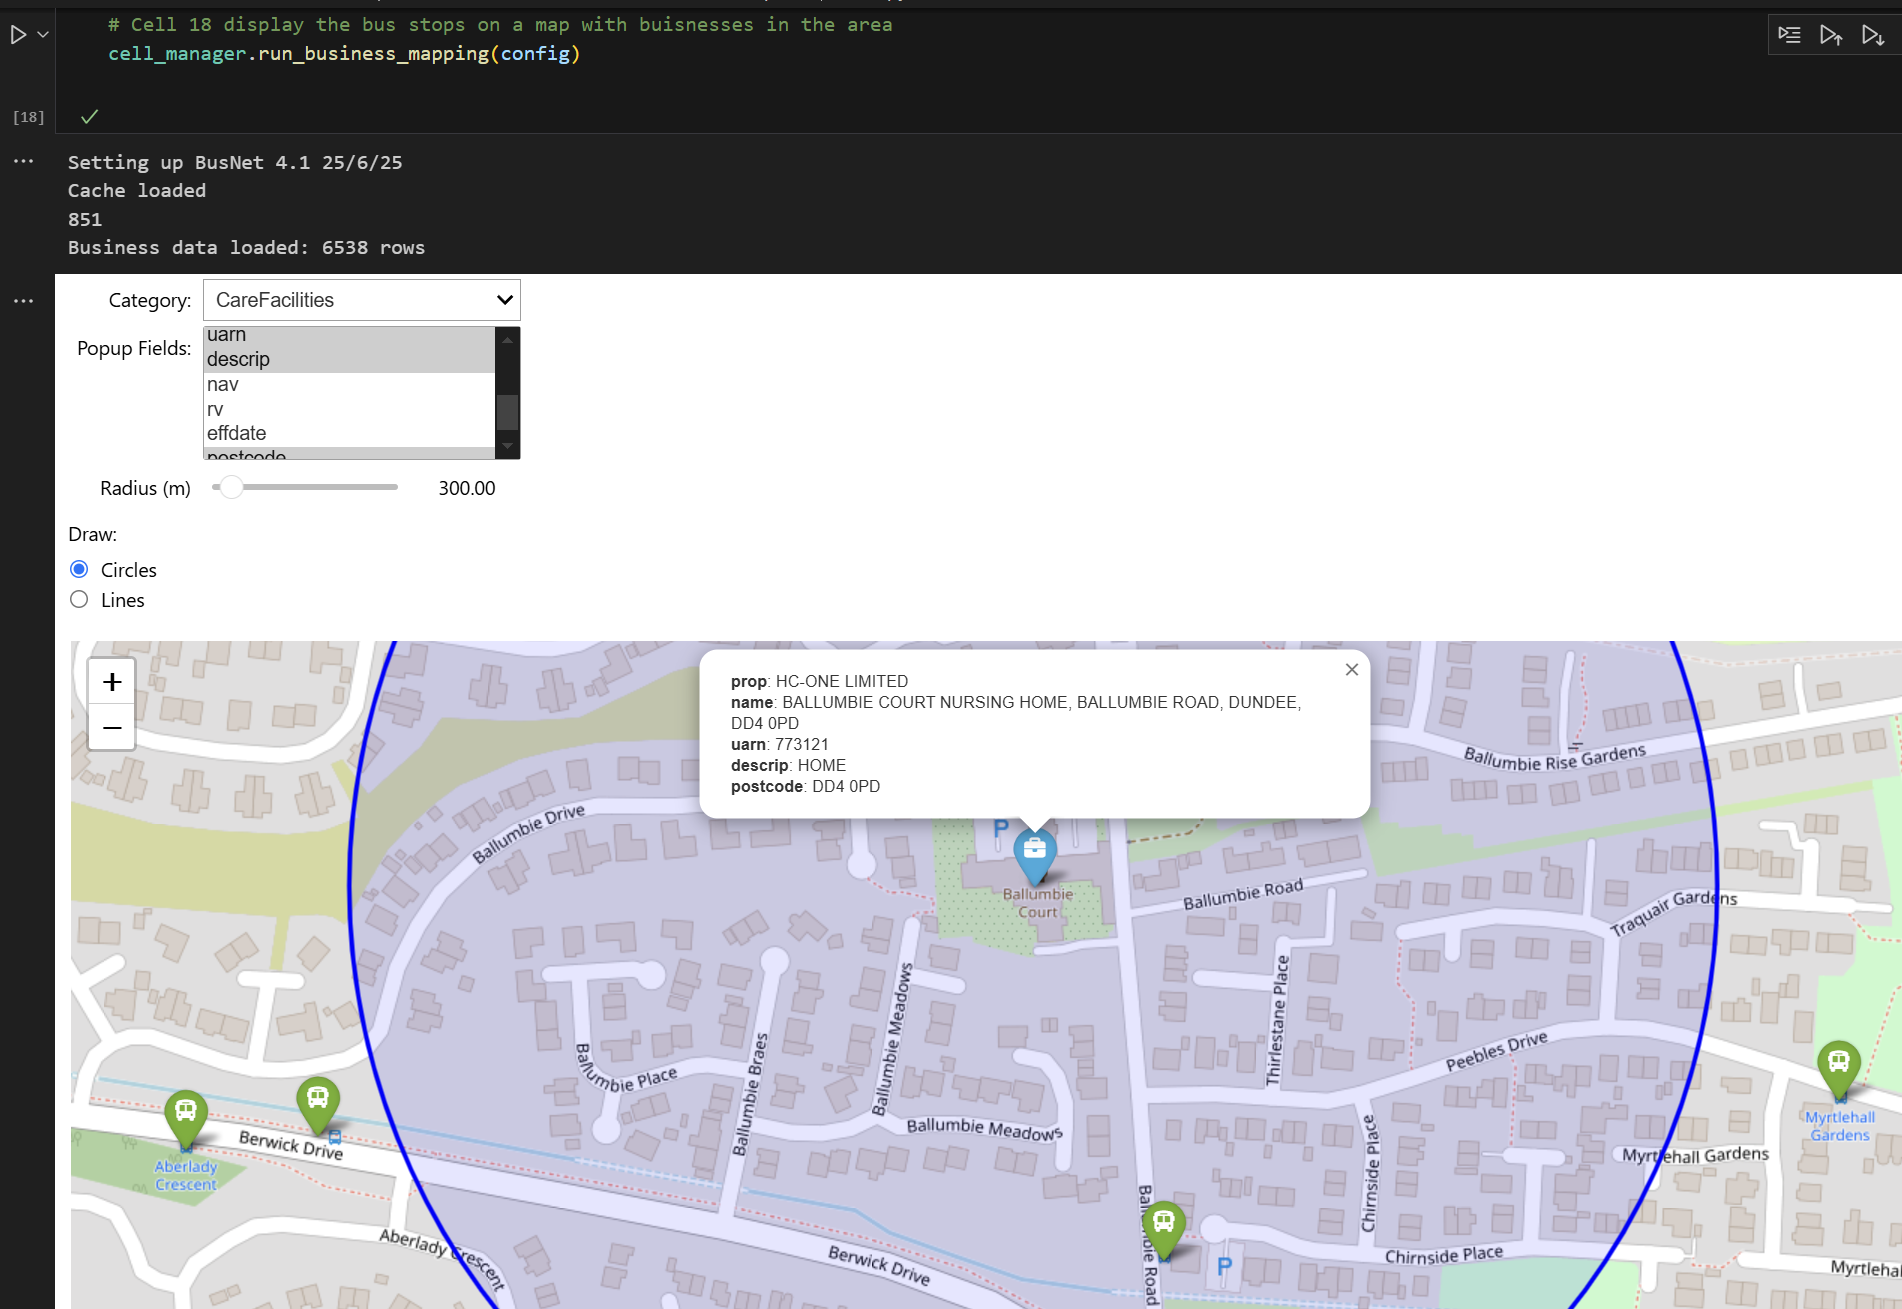 # Cell 18 display the bus stops on a map with buisnesses in the area
cell_manager.run_business_mapping(config)
[18]
Setting up BusNet 4.1 25/6/25
Cache loaded
851
Business data loaded: 6538 rows
Category: CareFacilities
Popup Fields:
uarn
descrip
nav
rv
effdate
postcode
Radius (m) 300.00
Draw:
Circles
Lines
+
−
prop: HC-ONE LIMITED
name: BALLUMBIE COURT NURSING HOME, BALLUMBIE ROAD, DUNDEE,
DD4 0PD
uarn: 773121
descrip: HOME
postcode: DD4 0PD
×
Ballumbie Rise Gardens
Ballumbie Drive
P
Ballumbie
Court
Ballumbie Road
Traquair Gardens
Ballumbie Meadows
Thirlestane Place
Ballumbie Place
Ballumbie Braes
Peebles Drive
Ballumbie Meadows
Berwick Drive
Aberlady
Crescent
Myrtlehall
Gardens
Myrtlehall Gardens
Chirnside Place
Ballumbie Road
Aberlady Crescent
Berwick Drive
P
Chirnside Place
Myrtlehal